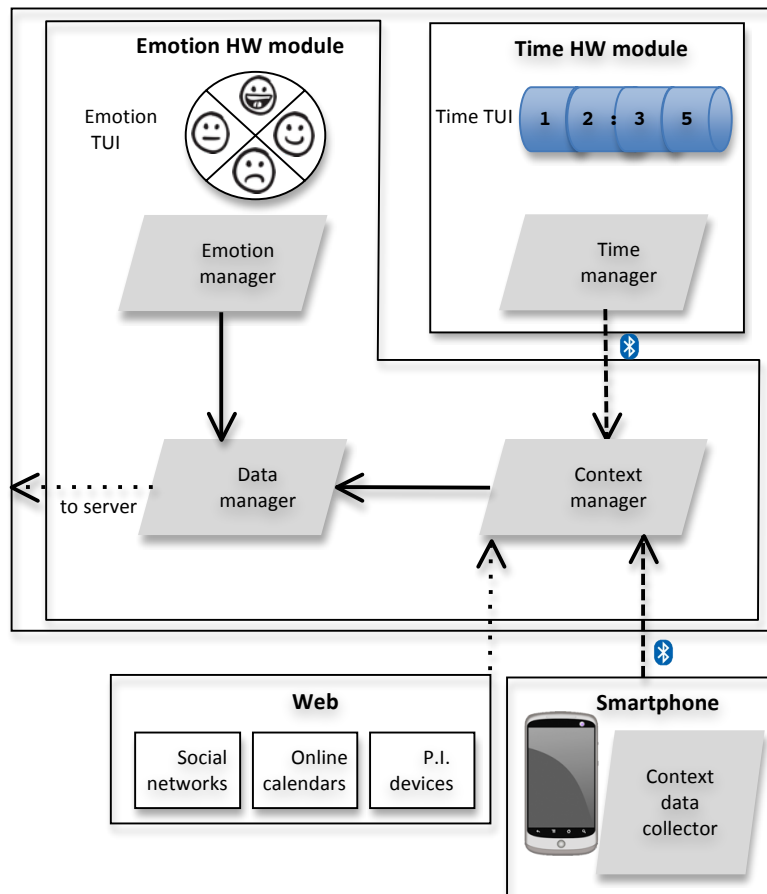 Emotion HW module
Time HW module
Emotion
TUI
Time TUI
1 2 : 3 5
Emotion
manager
Time
manager
Data
manager
Context
manager
to server
Web
Social
networks
Online
calendars
P.I.
devices
Smartphone
Context
data
collector